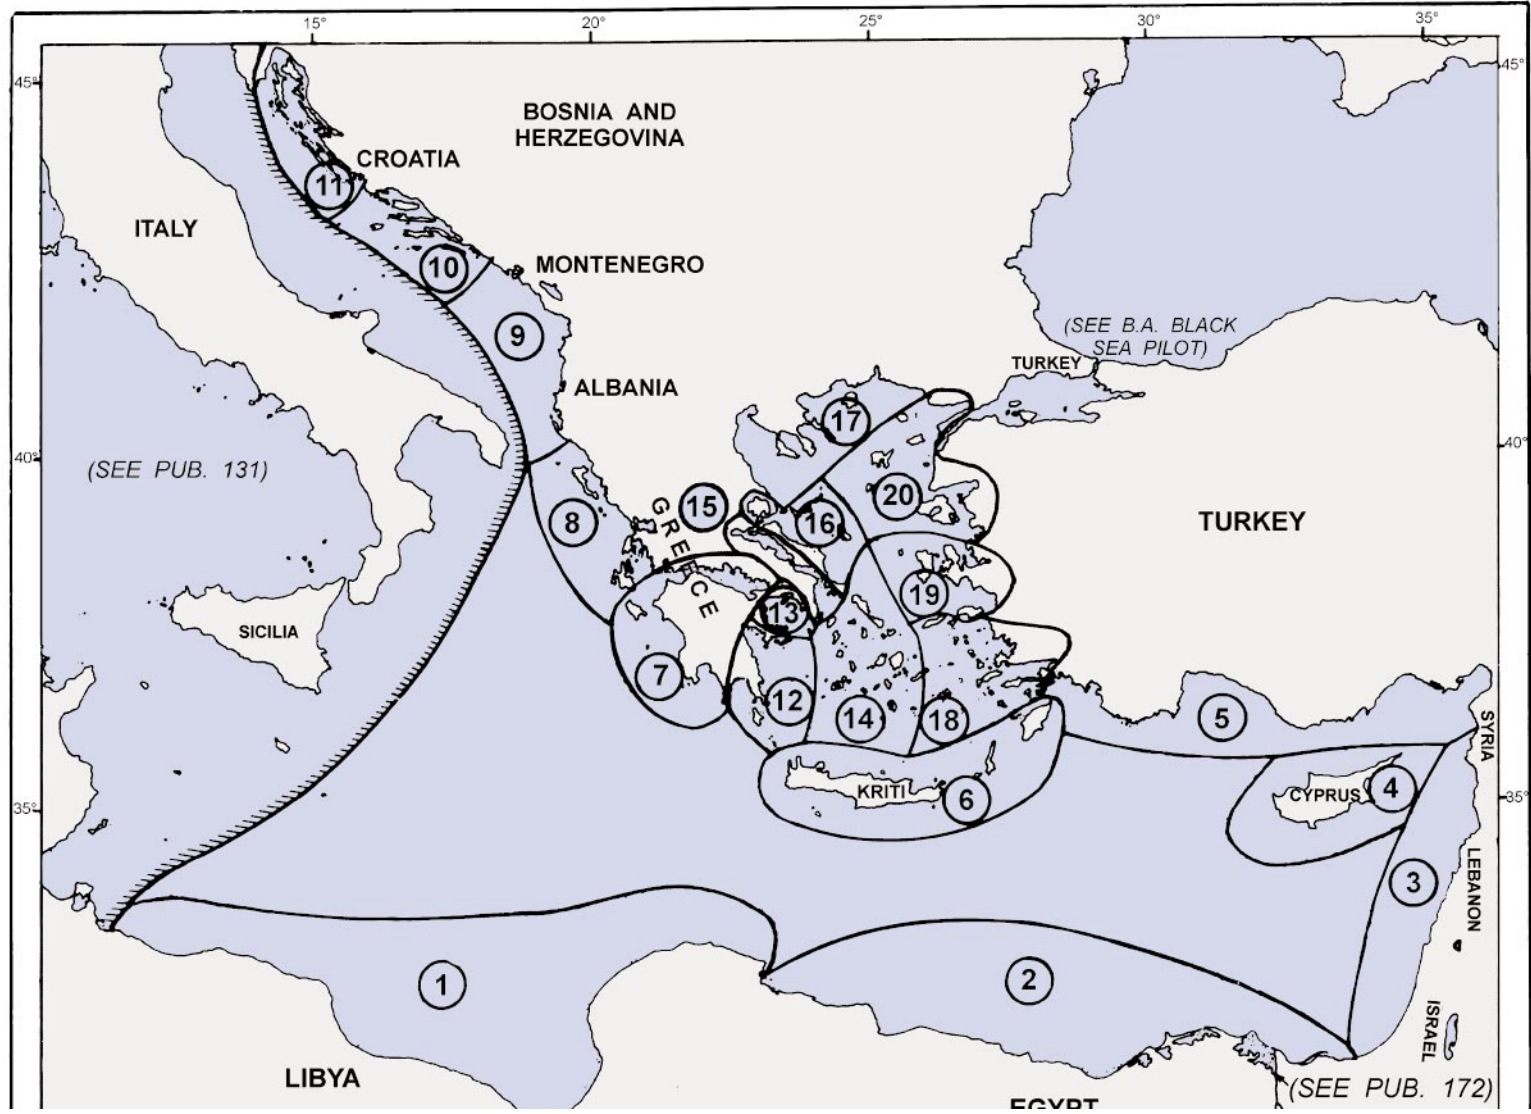 15° 20° 25° 30° 35°
45° 45°
BOSNIA AND
HERZEGOVINA
CROATIA
11
ITALY
10
MONTENEGRO
9
(SEE B.A. BLACK
SEA PILOT)
TURKEY
ALBANIA
17
40° 40°
(SEE PUB. 131)
20
15
GREECE
8
16
TURKEY
19
13
SICILIA
7
12
14
18
5
SYRIA
KRITI
6
CYPRUS
4
35° 35°
3
LEBANON
1
2
ISRAEL
LIBYA
(SEE PUB. 172)
EGYPT